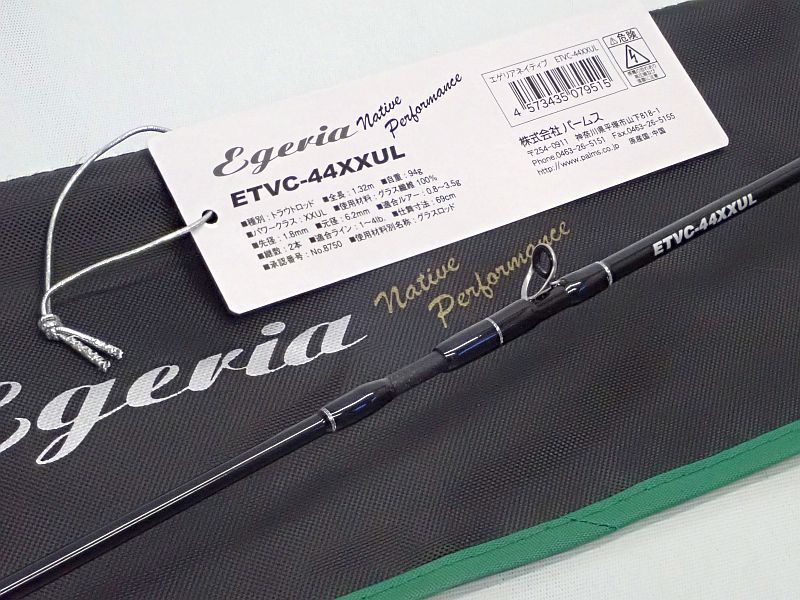 Egeria Native Performance
ETVC-44XXUL
■種別：トラウトロッド ■全長：1.32m ■自重：94g
■パワークラス：XXUL ■使用材料：グラス繊維 100%
■先径：1.8mm ■元径：6.2mm ■適合ルアー：0.8〜3.5g
■継数：2本 ■適合ライン：1〜4lb. ■仕舞寸法：69cm
■承認番号：No.8750 ■使用材料別名称：グラスロッド
エゲリアネイティブ ETVC-44XXUL
4 573435 079515
危険
株式会社 パームス
〒254-0911 神奈川県平塚市山下818-1
Phone.0463-26-5151 Fax.0463-26-5155
http://www.palms.co.jp 原産国:中国
ETVC-44XXUL
Egeria Native Performance